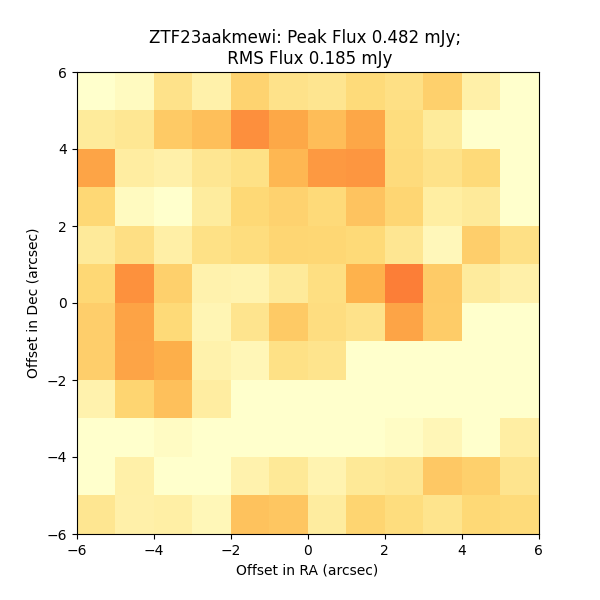 ZTF23aakmewi: Peak Flux 0.482 mJy;
RMS Flux 0.185 mJy
6
4
2
0
−2
−4
−6
Offset in Dec (arcsec)
−6 −4 −2 0 2 4 6
Offset in RA (arcsec)